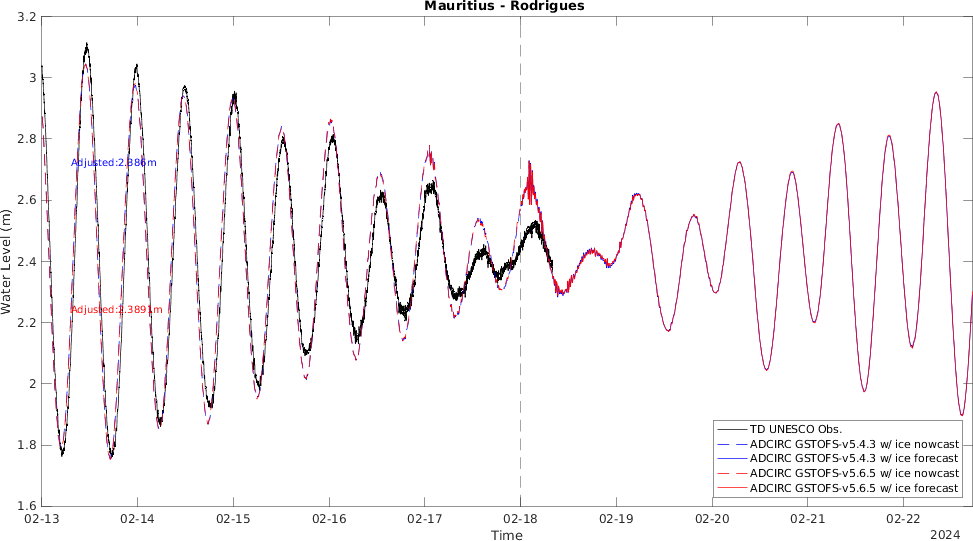 Mauritius - Rodrigues
Water Level (m)
3.2
3
2.8
2.6
2.4
2.2
2
1.8
1.6
Adjusted:2.386m
Adjusted:2.3891m
TD UNESCO Obs.
ADCIRC GSTOFS-v5.4.3 w/ ice nowcast
ADCIRC GSTOFS-v5.4.3 w/ ice forecast
ADCIRC GSTOFS-v5.6.5 w/ ice nowcast
ADCIRC GSTOFS-v5.6.5 w/ ice forecast
02-13 02-14 02-15 02-16 02-17 02-18 02-19 02-20 02-21 02-22
Time
2024